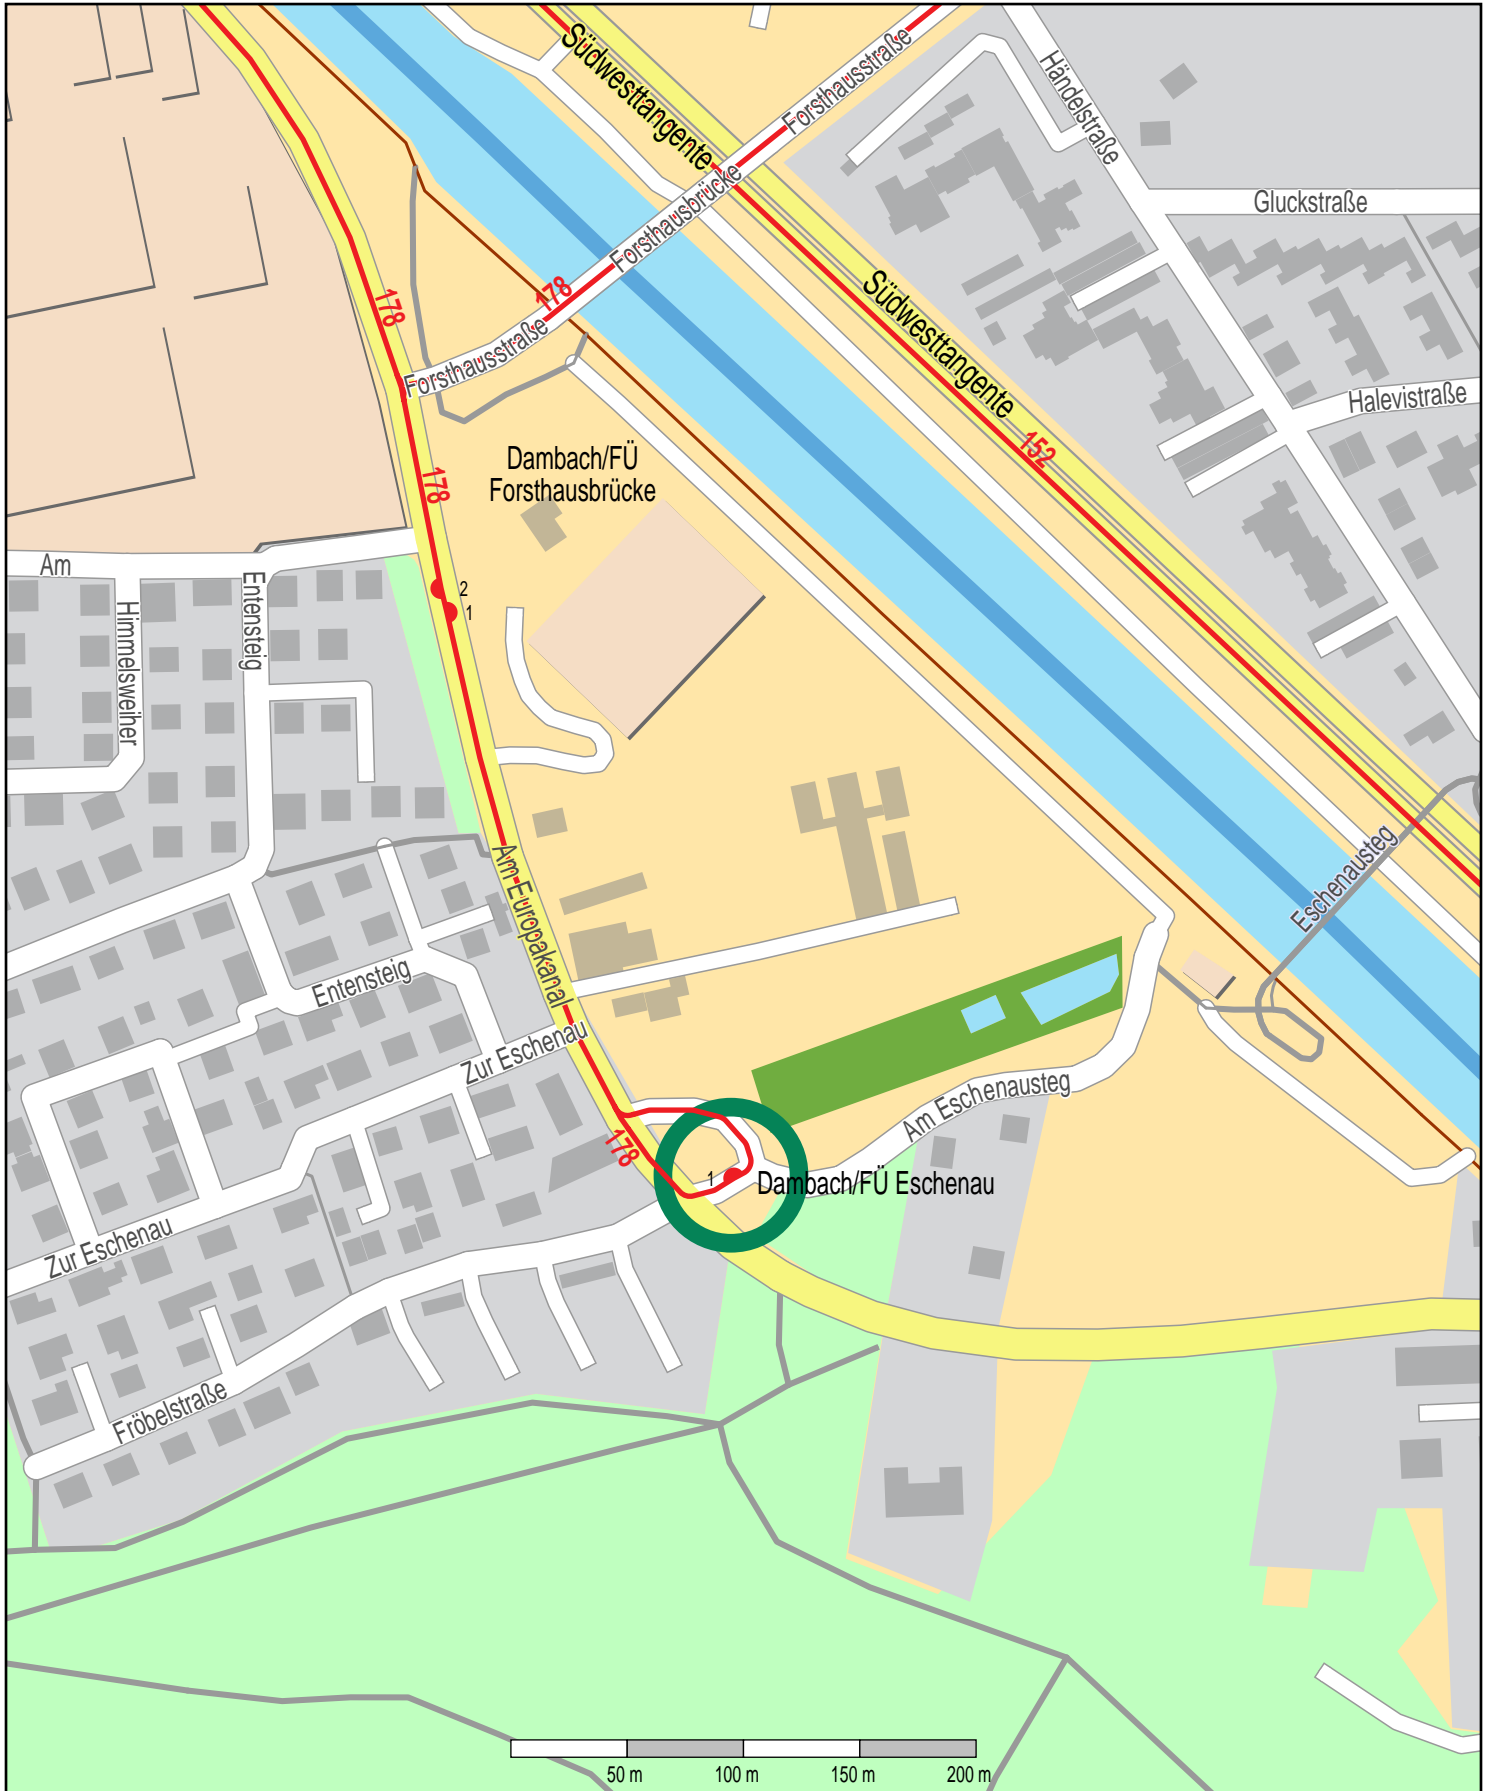 Südwesttangente
Forsthausstraße
Händelstraße
Gluckstraße
Forsthausbrücke
178
178
Südwesttangente
Forsthausstraße
Halevistraße
152
Dambach/FÜ
Forsthausbrücke
178
Am
Entensteig
Himmelsweiher
2
1
Am Europakanal
Eschenausteg
Entensteig
Zur Eschenau
Am Eschenausteg
178
1
Dambach/FÜ Eschenau
Zur Eschenau
Fröbelstraße
50 m
100 m
150 m
200 m